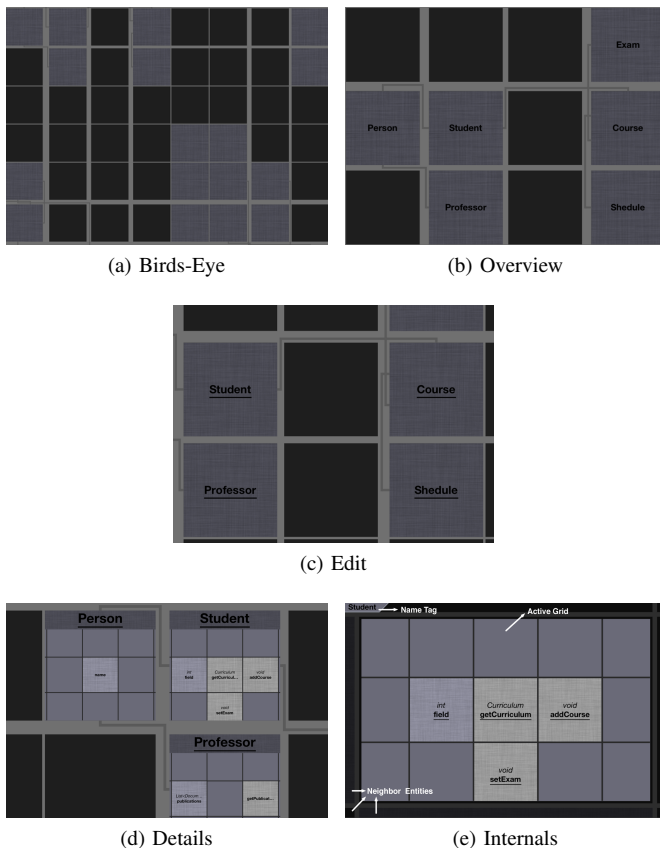 (a) Birds-Eye
Exam
Person
Student
Course
Professor
Shedule
(b) Overview
Student
Course
Professor
Shedule
(c) Edit
Person
Student
name
int
field
Curriculum
getCurricul...
void
addCourse
void
setExam
Professor
publications
getPublicat...
(d) Details
Student
Name Tag
Active Grid
int
field
Curriculum
getCurriculum
void
addCourse
void
setExam
Neighbor Entities
(e) Internals